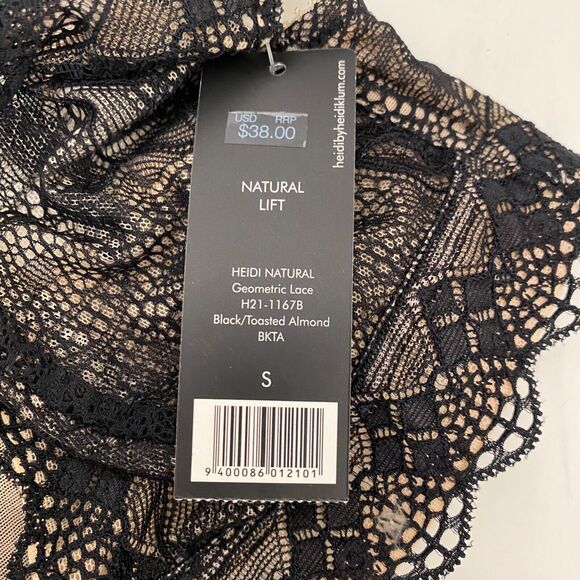 USD RRP
$38.00
heidibyheidiklum.com
NATURAL
LIFT
HEIDI NATURAL
Geometric Lace
H21-1167B
Black/Toasted Almond
BKTA
S
9 400086 012101